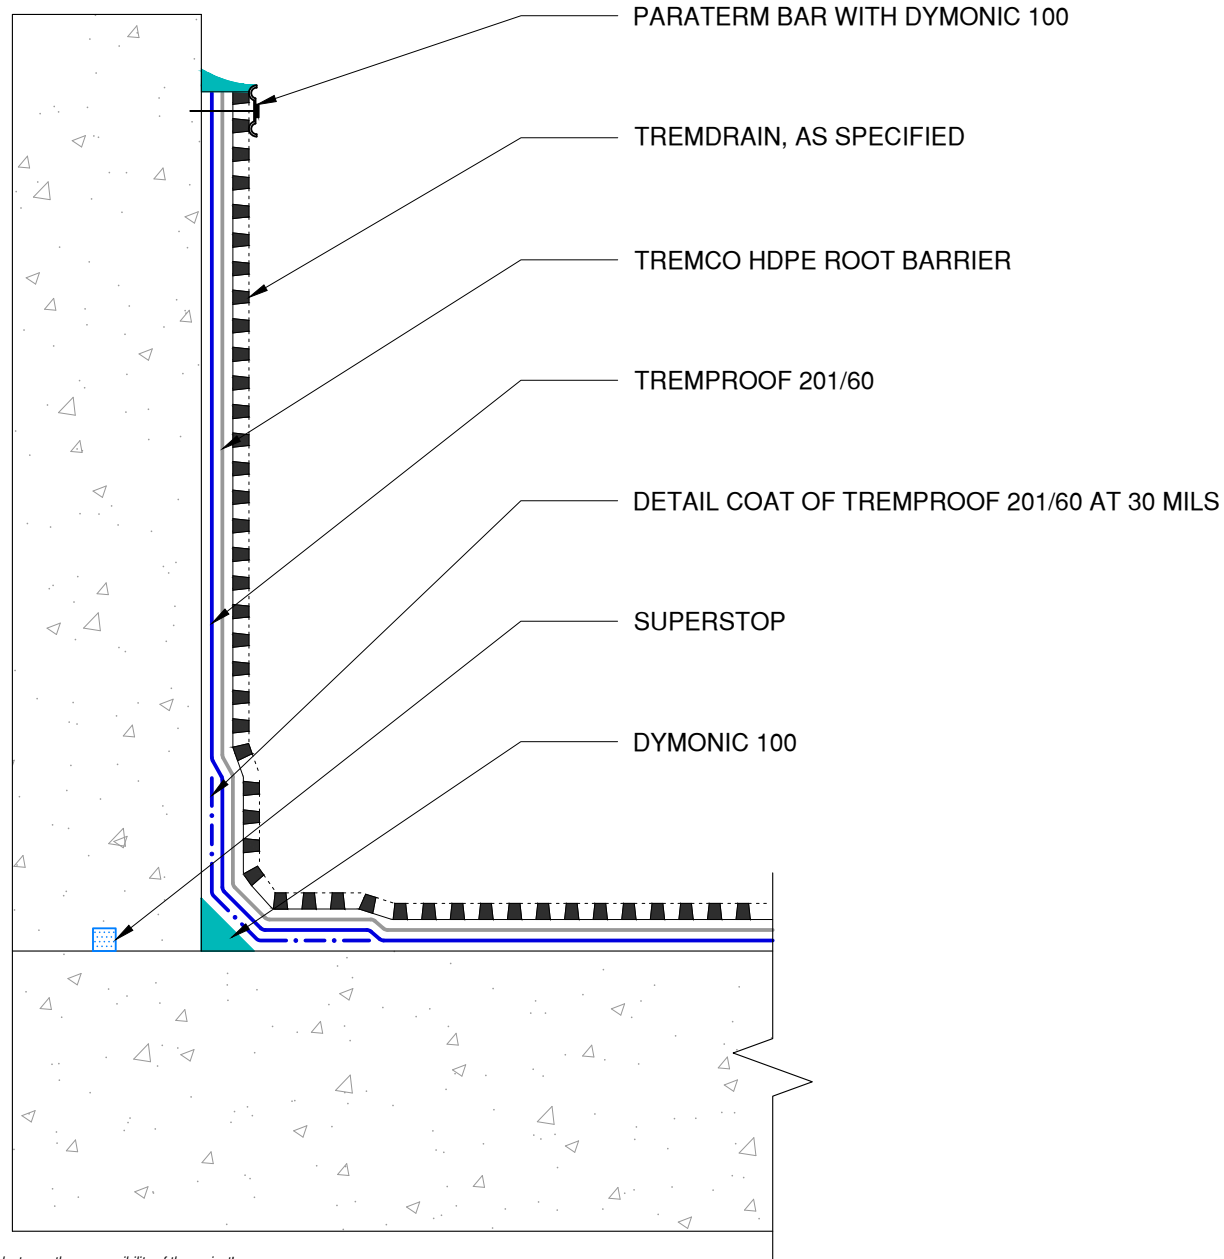 PARATERM BAR WITH DYMONIC 100
TREMDRAIN, AS SPECIFIED
TREMCO HDPE ROOT BARRIER
TREMPROOF 201/60
DETAIL COAT OF TREMPROOF 201/60 AT 30 MILS
SUPERSTOP
DYMONIC 100